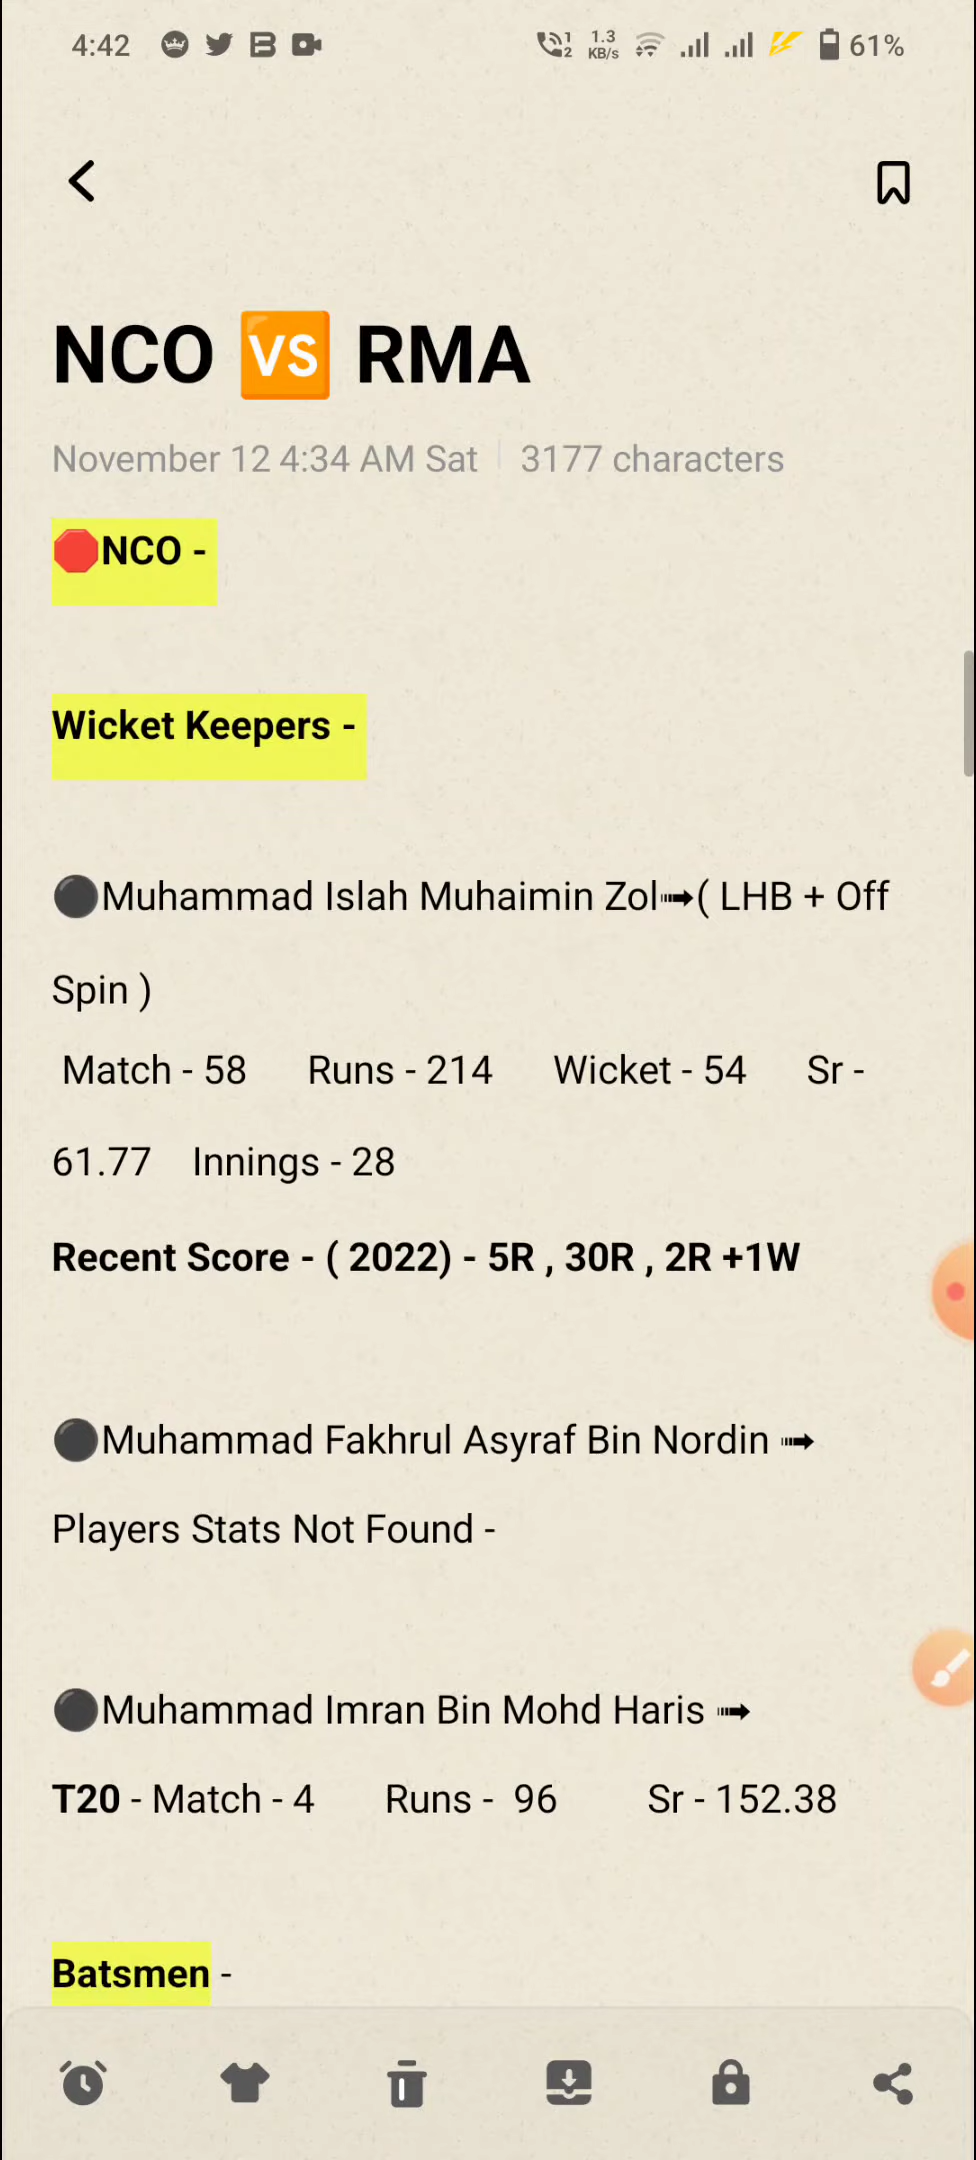 4:42 1.3 KB/s 61%
NCO 🆚 RMA
November 12 4:34 AM Sat | 3177 characters
🛑NCO -
Wicket Keepers -
⚫Muhammad Islah Muhaimin Zol➟( LHB + Off
Spin )
Match - 58 Runs - 214 Wicket - 54 Sr -
61.77 Innings - 28
Recent Score - ( 2022) - 5R , 30R , 2R +1W
⚫Muhammad Fakhrul Asyraf Bin Nordin ➟
Players Stats Not Found -
⚫Muhammad Imran Bin Mohd Haris ➟
T20 - Match - 4 Runs - 96 Sr - 152.38
Batsmen -